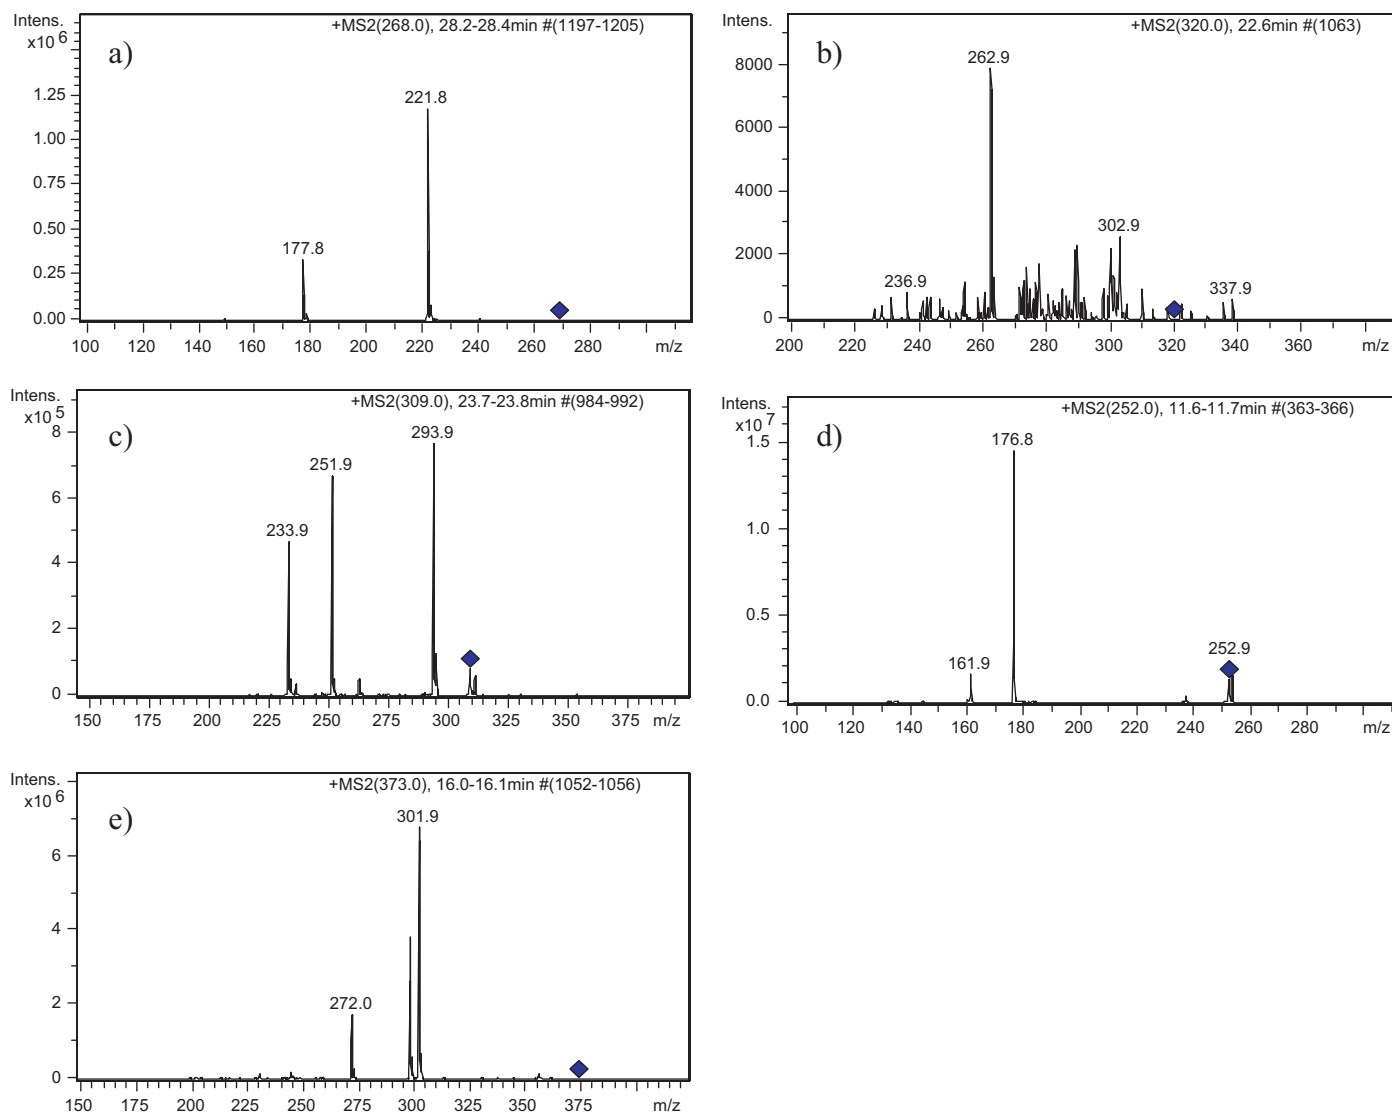 Intens.
x10 6
+MS2(268.0), 28.2-28.4min #(1197-1205)
a)
221.8
177.8
1.25
1.00
0.75
0.50
0.25
0.00
100 120 140 160 180 200 220 240 260 280 m/z
Intens.
+MS2(320.0), 22.6min #(1063)
b)
262.9
302.9
236.9
337.9
8000
6000
4000
2000
0
200 220 240 260 280 300 320 340 360 m/z
Intens.
x10 5
+MS2(309.0), 23.7-23.8min #(984-992)
c)
293.9
251.9
233.9
8
6
4
2
0
150 175 200 225 250 275 300 325 350 375 m/z
Intens.
x10 7
+MS2(252.0), 11.6-11.7min #(363-366)
d)
176.8
252.9
161.9
1.5
1.0
0.5
0.0
100 120 140 160 180 200 220 240 260 280 m/z
Intens.
x10 6
+MS2(373.0), 16.0-16.1min #(1052-1056)
e)
301.9
272.0
6
4
2
0
150 175 200 225 250 275 300 325 350 375 m/z